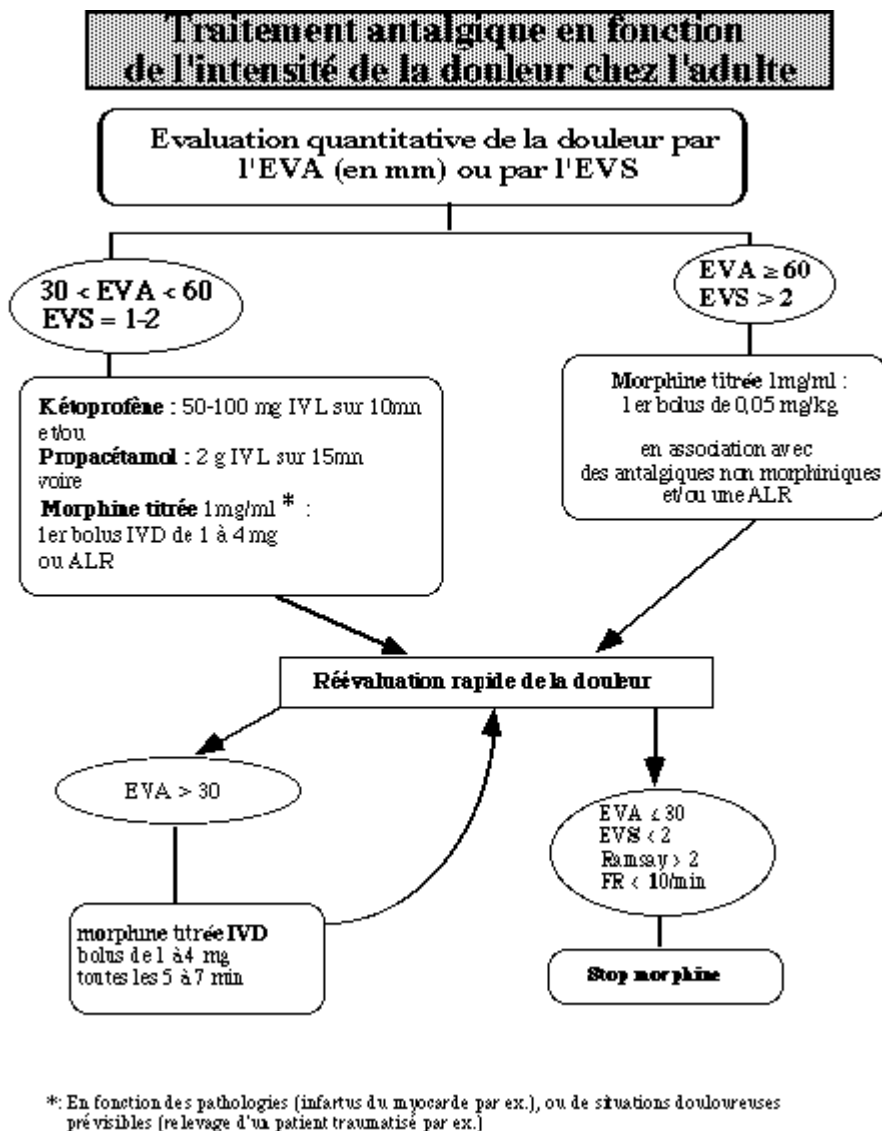 Traitement antalgique en fonction
de l'intensité de la douleur chez l'adulte
Evaluation quantitative de la douleur par
l'EVA (en mm) ou par l'EVS
30 < EVA < 60
EVS = 1-2
EVA ≥ 60
EVS > 2
Kétoprofène : 50-100 mg IVL sur 10mn
et/ou
Propacétamol : 2 g IVL sur 15mn
voire
Morphine titrée 1mg/ml * :
1er bolus IVD de 1 à 4 mg
ou ALR
Morphine titrée 1mg/ml :
1er bolus de 0,05 mg/kg
en association avec
des antalgiques non morphiniques
et/ou une ALR
Réévaluation rapide de la douleur
EVA > 30
EVA ≤ 30
EVS < 2
Ramsay > 2
FR < 10/min
morphine titrée IVD
bolus de 1 à 4 mg
toutes les 5 à 7 min
Stop morphine
*: En fonction des pathologies (infartus du myocarde par ex.), ou de situations douloureuses
prévisibles (relevage d'un patient traumatisé par ex.)